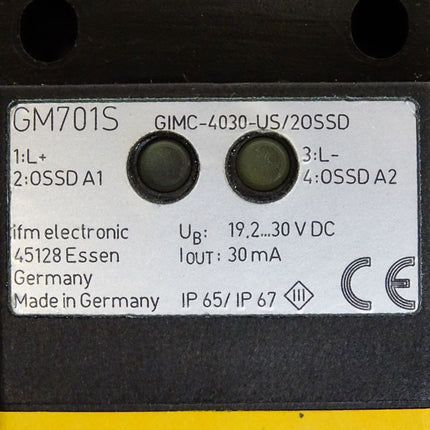 GM701S GIMC-4030-US/2OSSD
1:L+ 3:L-
2:OSSD A1 4:OSSD A2
ifm electronic UB: 19,2...30 V DC
45128 Essen IOUT: 30 mA
Germany
Made in Germany IP 65/ IP 67 III CE